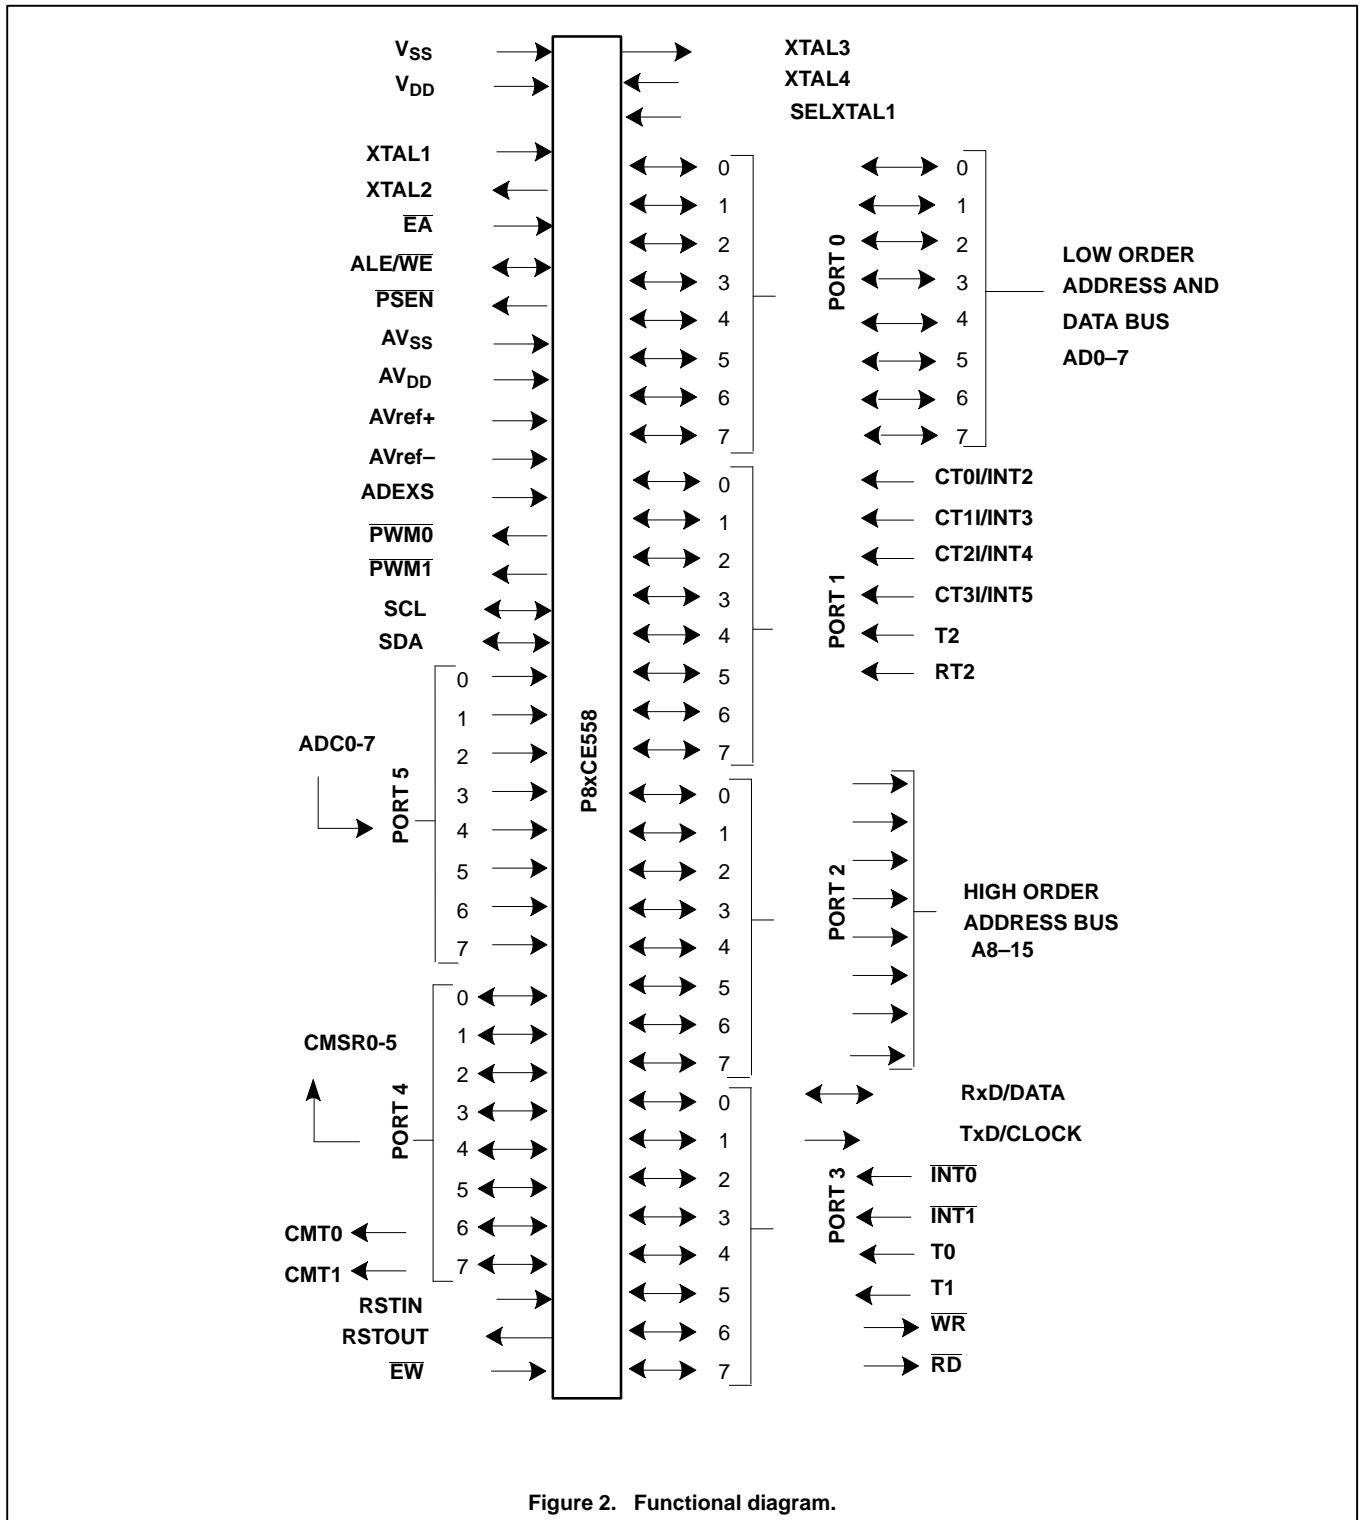 VSS
VDD
XTAL1
XTAL2
EA
ALE/WE
PSEN
AVSS
AVDD
AVref+
AVref–
ADEXS
PWM0
PWM1
SCL
SDA
ADC0-7
PORT 5
0
1
2
3
4
5
6
7
CMSR0-5
PORT 4
0
1
2
3
4
5
6
7
CMT0
CMT1
RSTIN
RSTOUT
EW
P8xCE558
XTAL3
XTAL4
SELXTAL1
0
1
2
3
4
5
6
7
PORT 0
0
1
2
3
4
5
6
7
LOW ORDER
ADDRESS AND
DATA BUS
AD0–7
0
1
2
3
4
5
6
7
PORT 1
CT0I/INT2
CT1I/INT3
CT2I/INT4
CT3I/INT5
T2
RT2
0
1
2
3
4
5
6
7
PORT 2
HIGH ORDER
ADDRESS BUS
A8–15
0
1
2
3
4
5
6
7
PORT 3
RxD/DATA
TxD/CLOCK
INT0
INT1
T0
T1
WR
RD
Figure 2. Functional diagram.